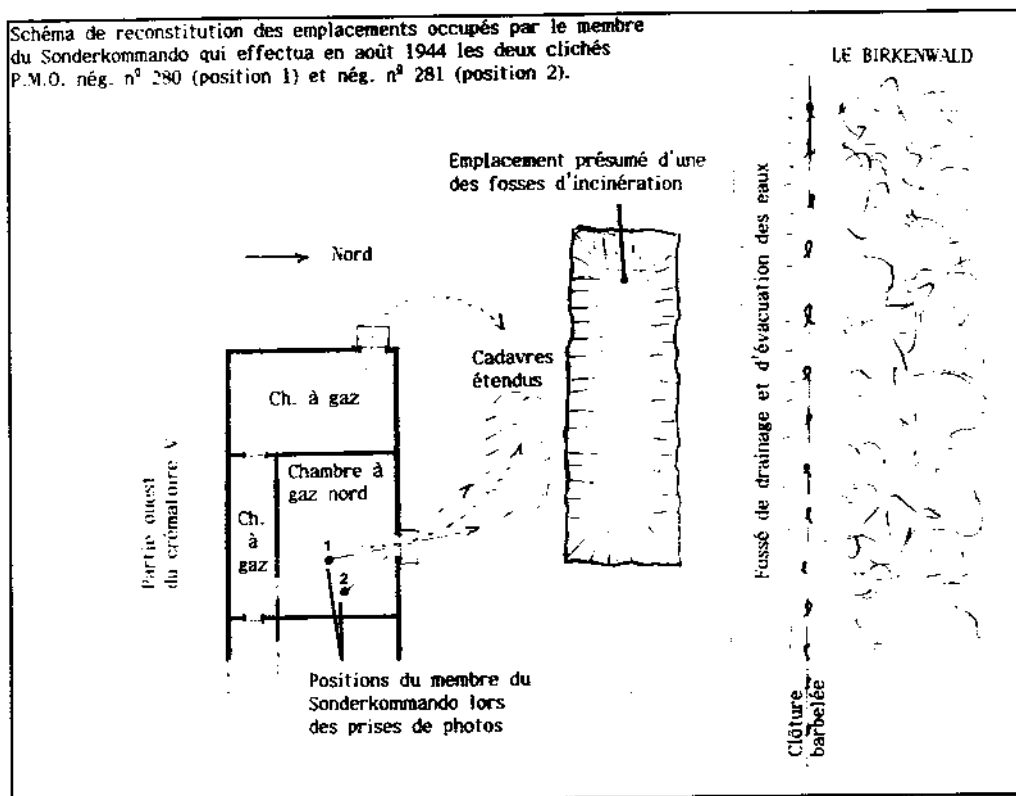 Schéma de reconstitution des emplacements occupés par le membre
du Sonderkommando qui effectua en août 1944 les deux clichés
P.M.O. nég. nº 280 (position 1) et nég. nº 281 (position 2).
LE BIRKENWALD
Emplacement présumé d'une
des fosses d'incinération
Nord
Cadavres
étendus
Ch. à gaz
Chambre à
gaz nord
Ch.
à
gaz
1
2
Partie ouest
du crématoire V
Positions du membre du
Sonderkommando lors
des prises de photos
Fossé de drainage et d'évacuation des eaux
Clôture
barbelée